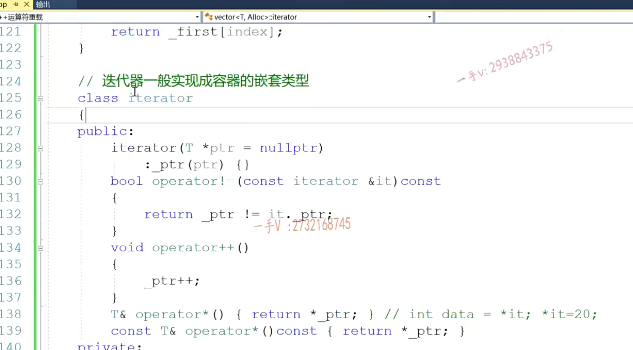 op 输出
++运算符重载 vector<T, Alloc>::iterator
121 return _first[index];
122 }
123
124 // 迭代器一般实现成容器的嵌套类型
125 class iterator
126 {
127 public:
128 iterator(T *ptr = nullptr)
129 :_ptr(ptr) {}
130 bool operator!=(const iterator &it)const
131 {
132 return _ptr != it._ptr;
133 }
134 void operator++()
135 {
136 _ptr++;
137 }
138 T& operator*() { return *_ptr; } // int data = *it; *it=20;
139 const T& operator*()const { return *_ptr; }
140 private:
一手v: 2938843375
一手V :2732168745